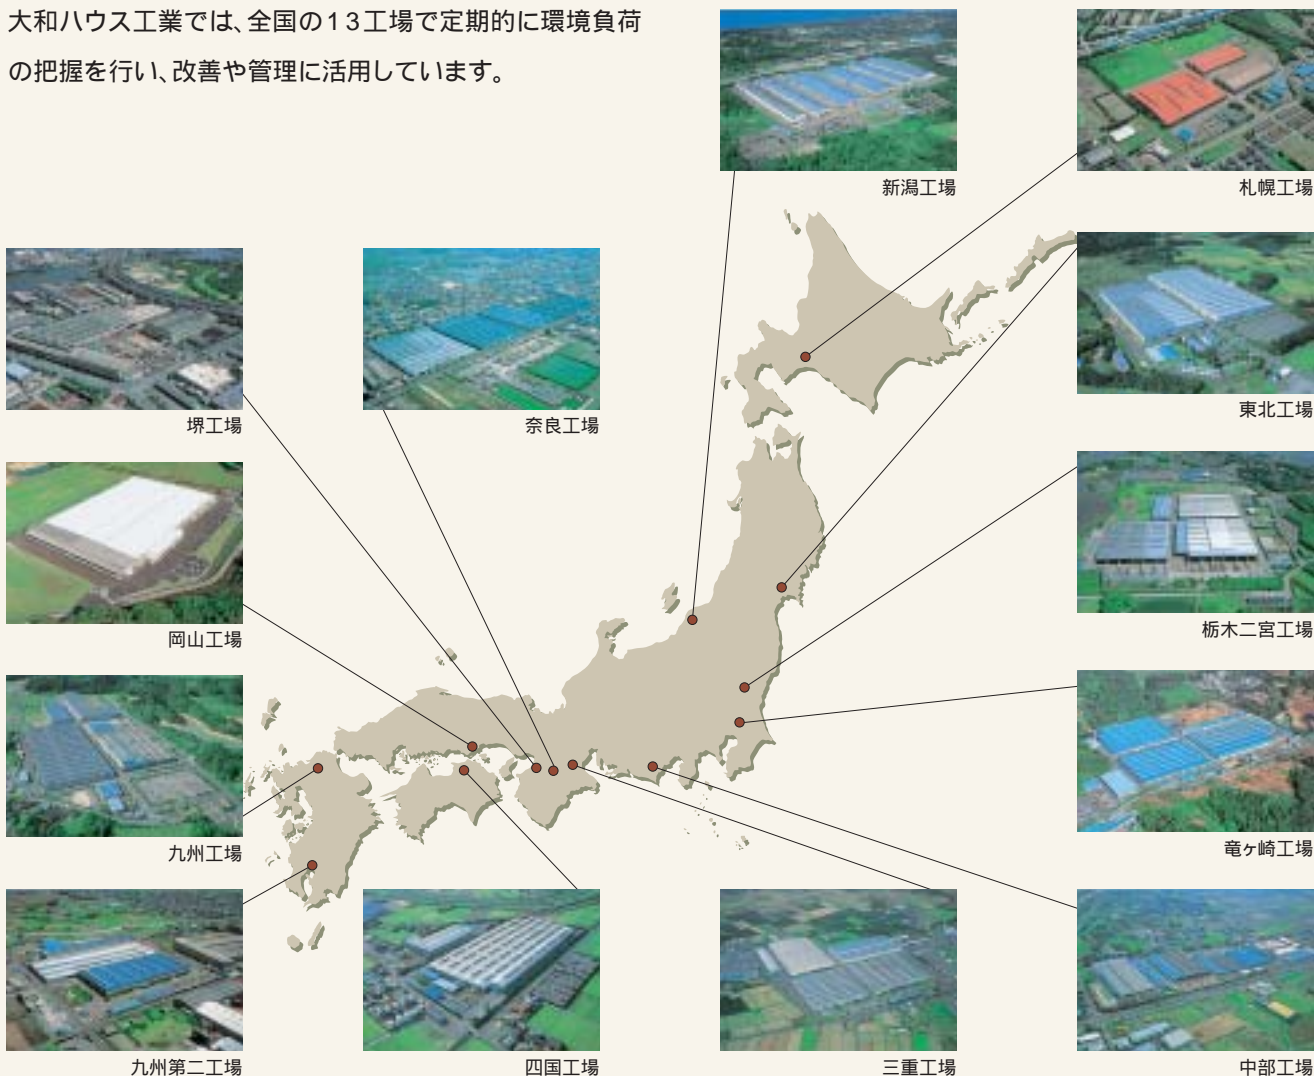 大和ハウス工業では、全国の13工場で定期的に環境負荷
の把握を行い、改善や管理に活用しています。
新潟工場
札幌工場
堺工場
奈良工場
東北工場
岡山工場
栃木二宮工場
九州工場
竜ヶ崎工場
九州第二工場
四国工場
三重工場
中部工場